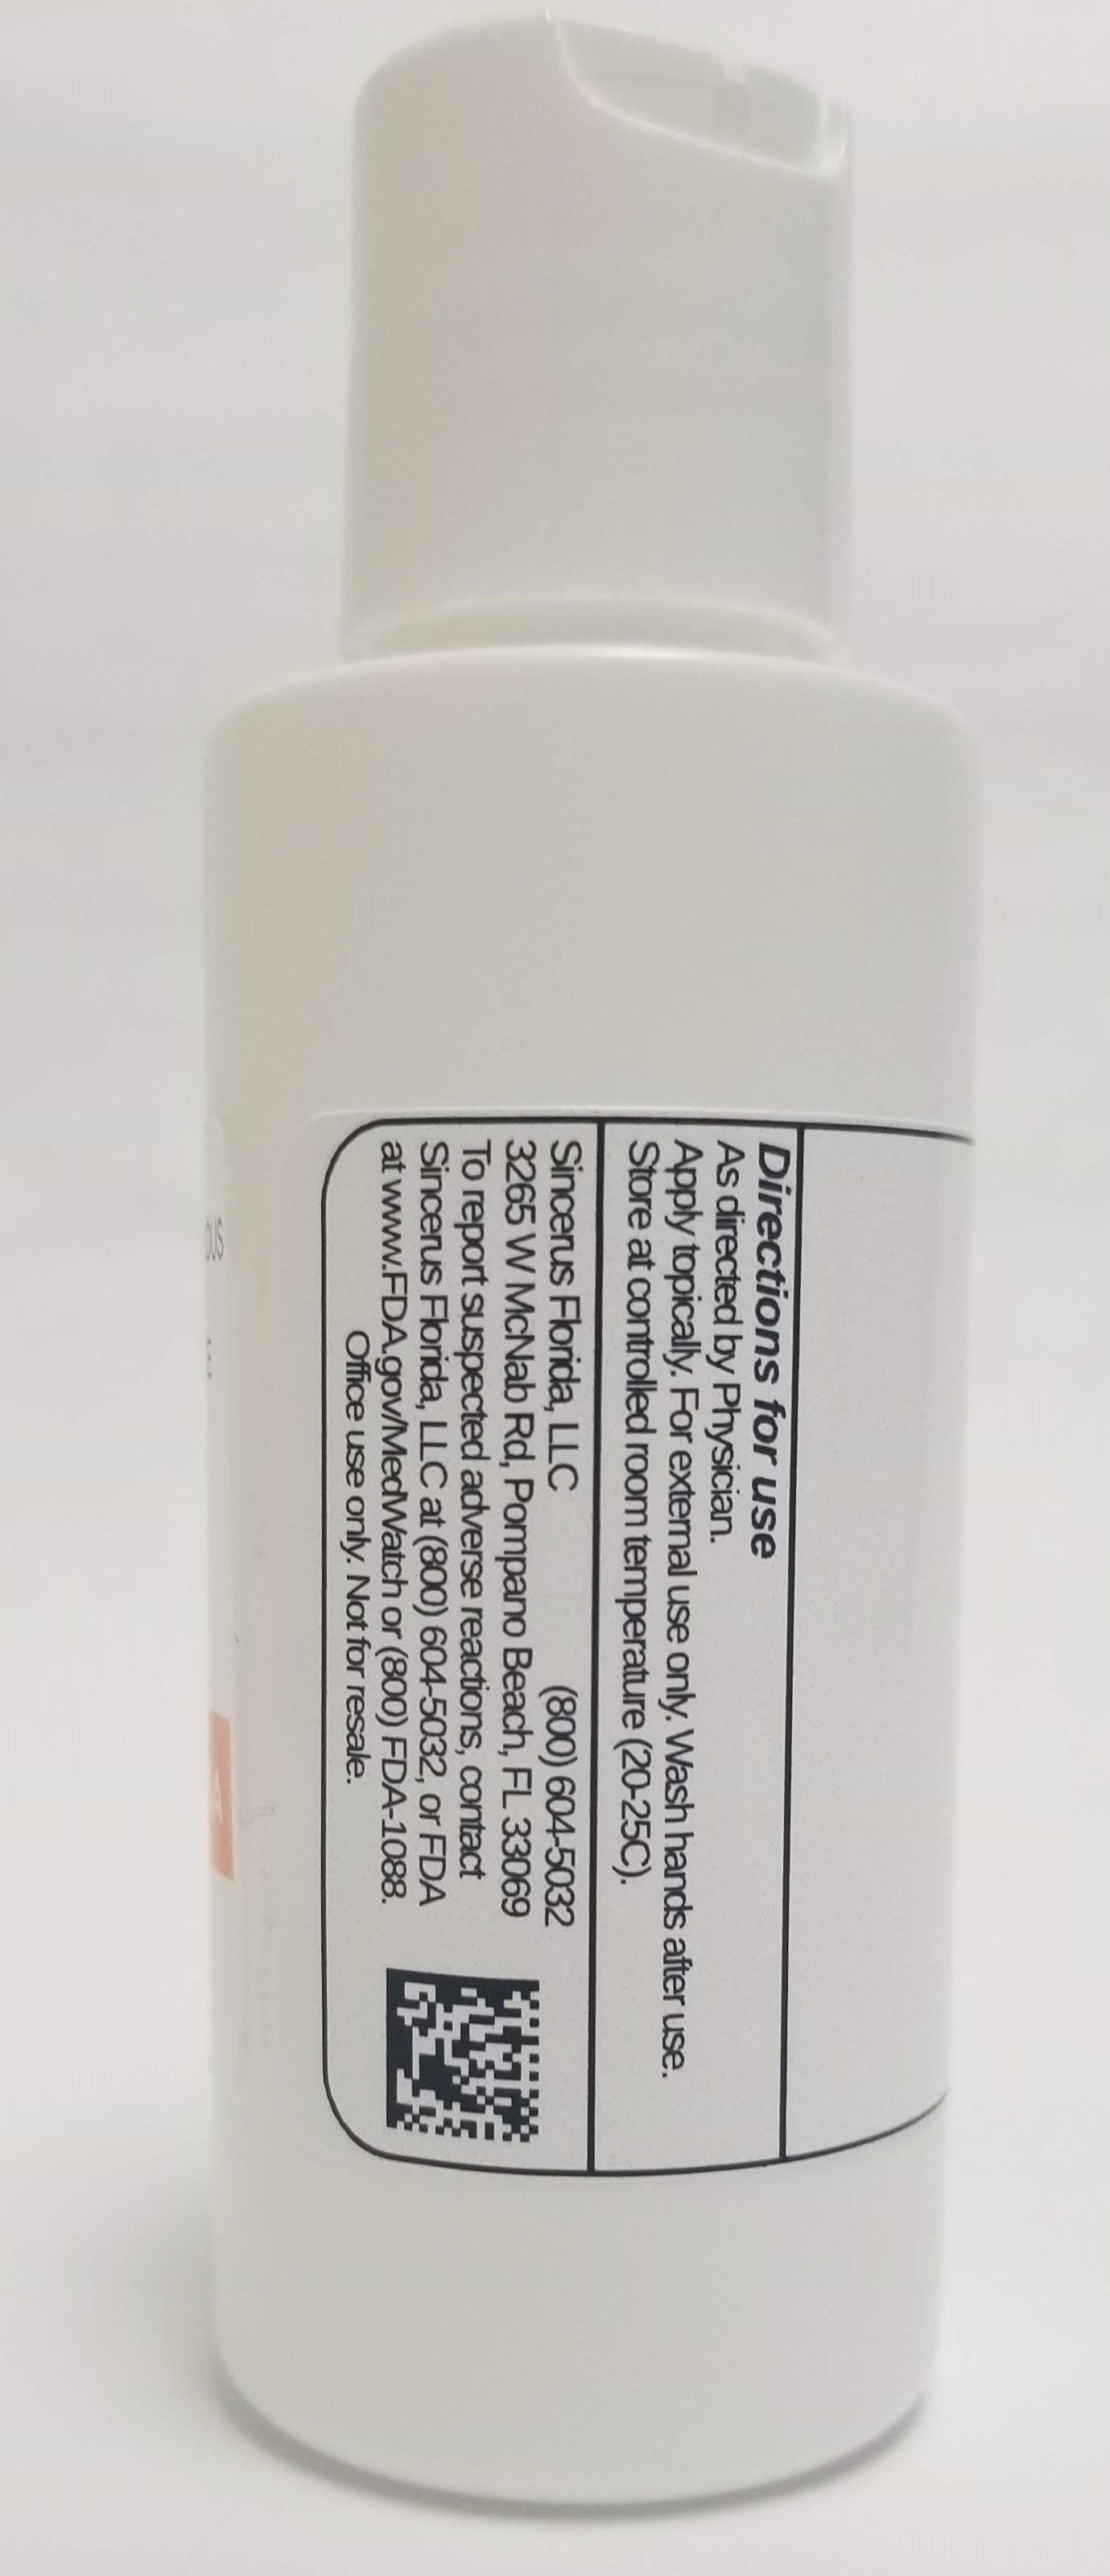 Directions for use
As directed by Physician.
Apply topically. For external use only. Wash hands after use.
Store at controlled room temperature (20-25C).
Sincerus Florida, LLC (800) 604-5032
3265 W McNab Rd, Pompano Beach, FL 33069
To report suspected adverse reactions, contact
Sincerus Florida, LLC at (800) 604-5032, or FDA
at www.FDA.gov/MedWatch or (800) FDA-1088.
Office use only. Not for resale.